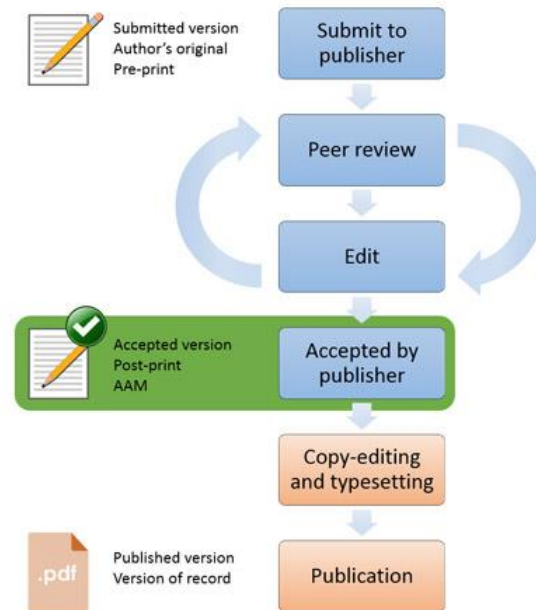 Submitted version
Author's original
Pre-print
Submit to
publisher
Peer review
Edit
Accepted version
Post-print
AAM
Accepted by
publisher
Copy-editing
and typesetting
.pdf
Published version
Version of record
Publication